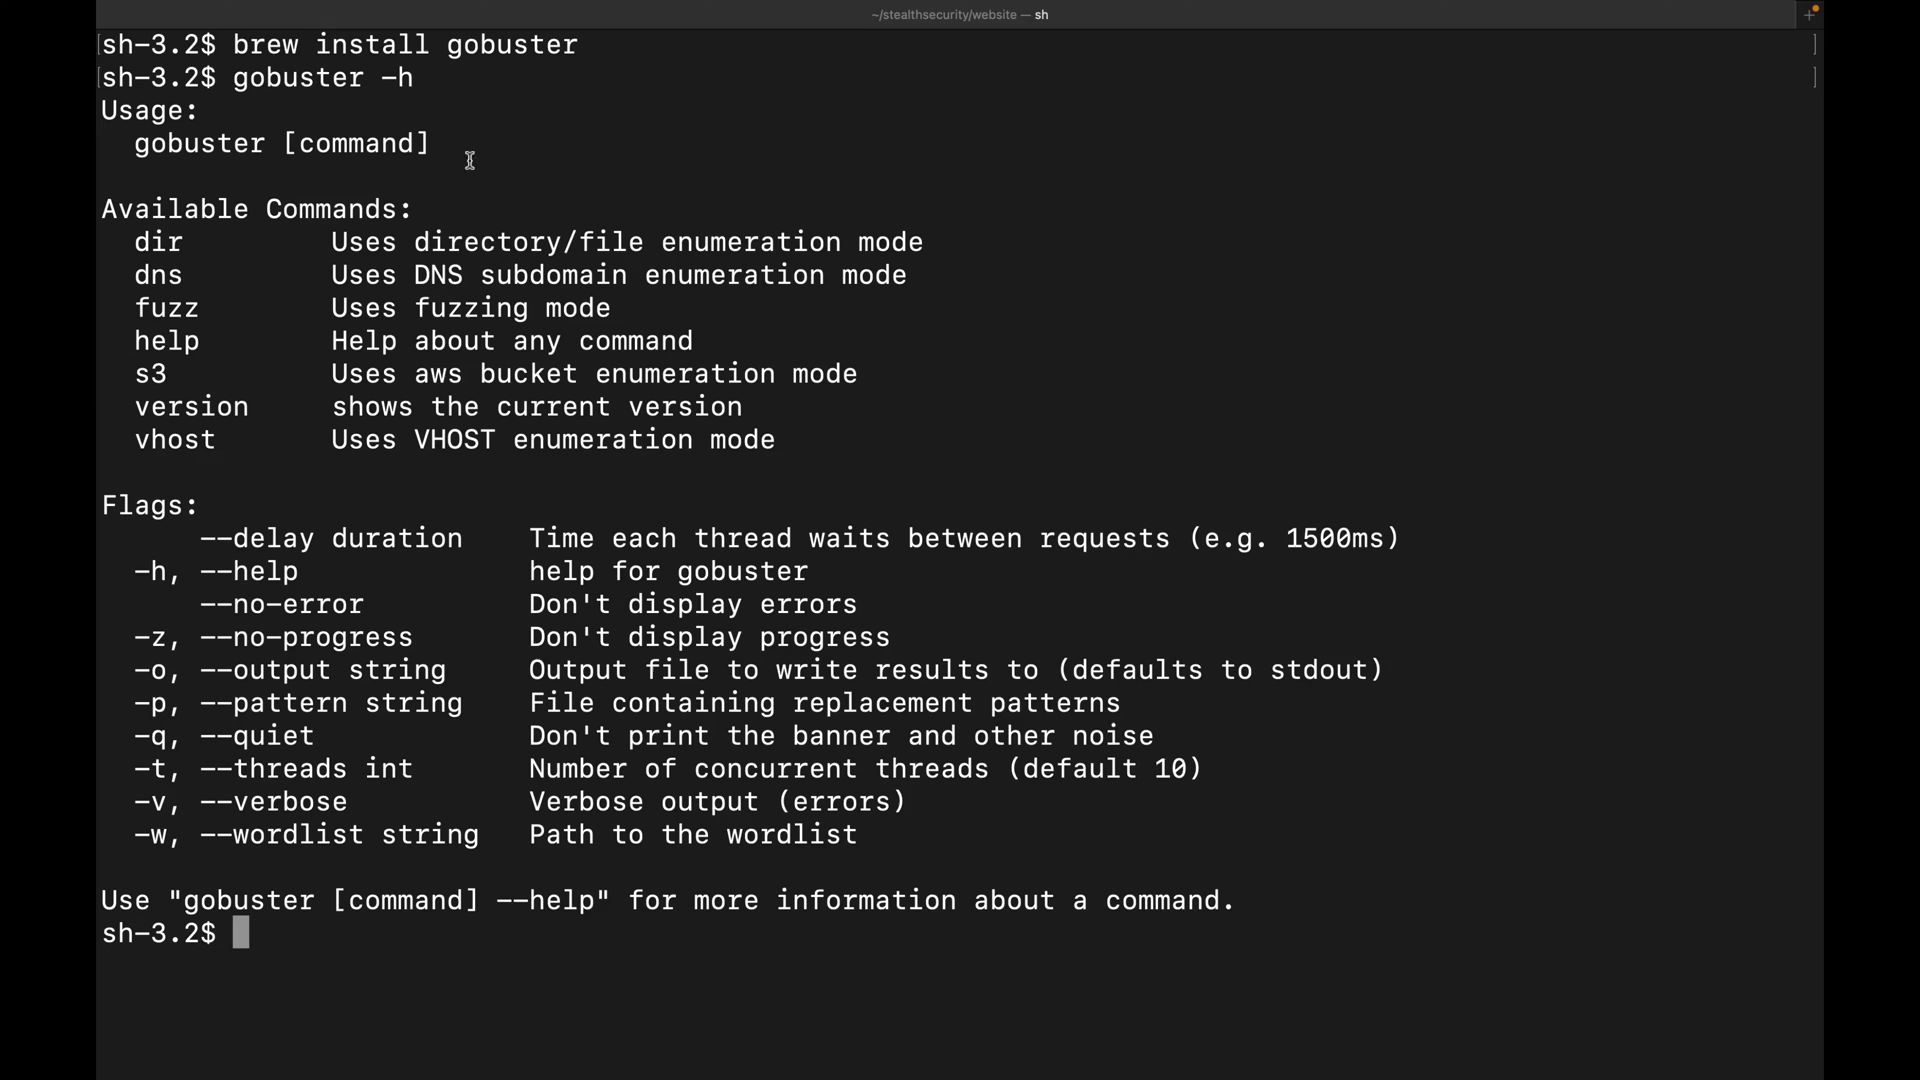 ~/stealthsecurity/website — sh
sh-3.2$ brew install gobuster
sh-3.2$ gobuster -h
Usage:
  gobuster [command]

Available Commands:
  dir         Uses directory/file enumeration mode
  dns         Uses DNS subdomain enumeration mode
  fuzz        Uses fuzzing mode
  help        Help about any command
  s3          Uses aws bucket enumeration mode
  version     shows the current version
  vhost       Uses VHOST enumeration mode

Flags:
      --delay duration    Time each thread waits between requests (e.g. 1500ms)
  -h, --help              help for gobuster
      --no-error          Don't display errors
  -z, --no-progress       Don't display progress
  -o, --output string     Output file to write results to (defaults to stdout)
  -p, --pattern string    File containing replacement patterns
  -q, --quiet             Don't print the banner and other noise
  -t, --threads int       Number of concurrent threads (default 10)
  -v, --verbose           Verbose output (errors)
  -w, --wordlist string   Path to the wordlist

Use "gobuster [command] --help" for more information about a command.
sh-3.2$